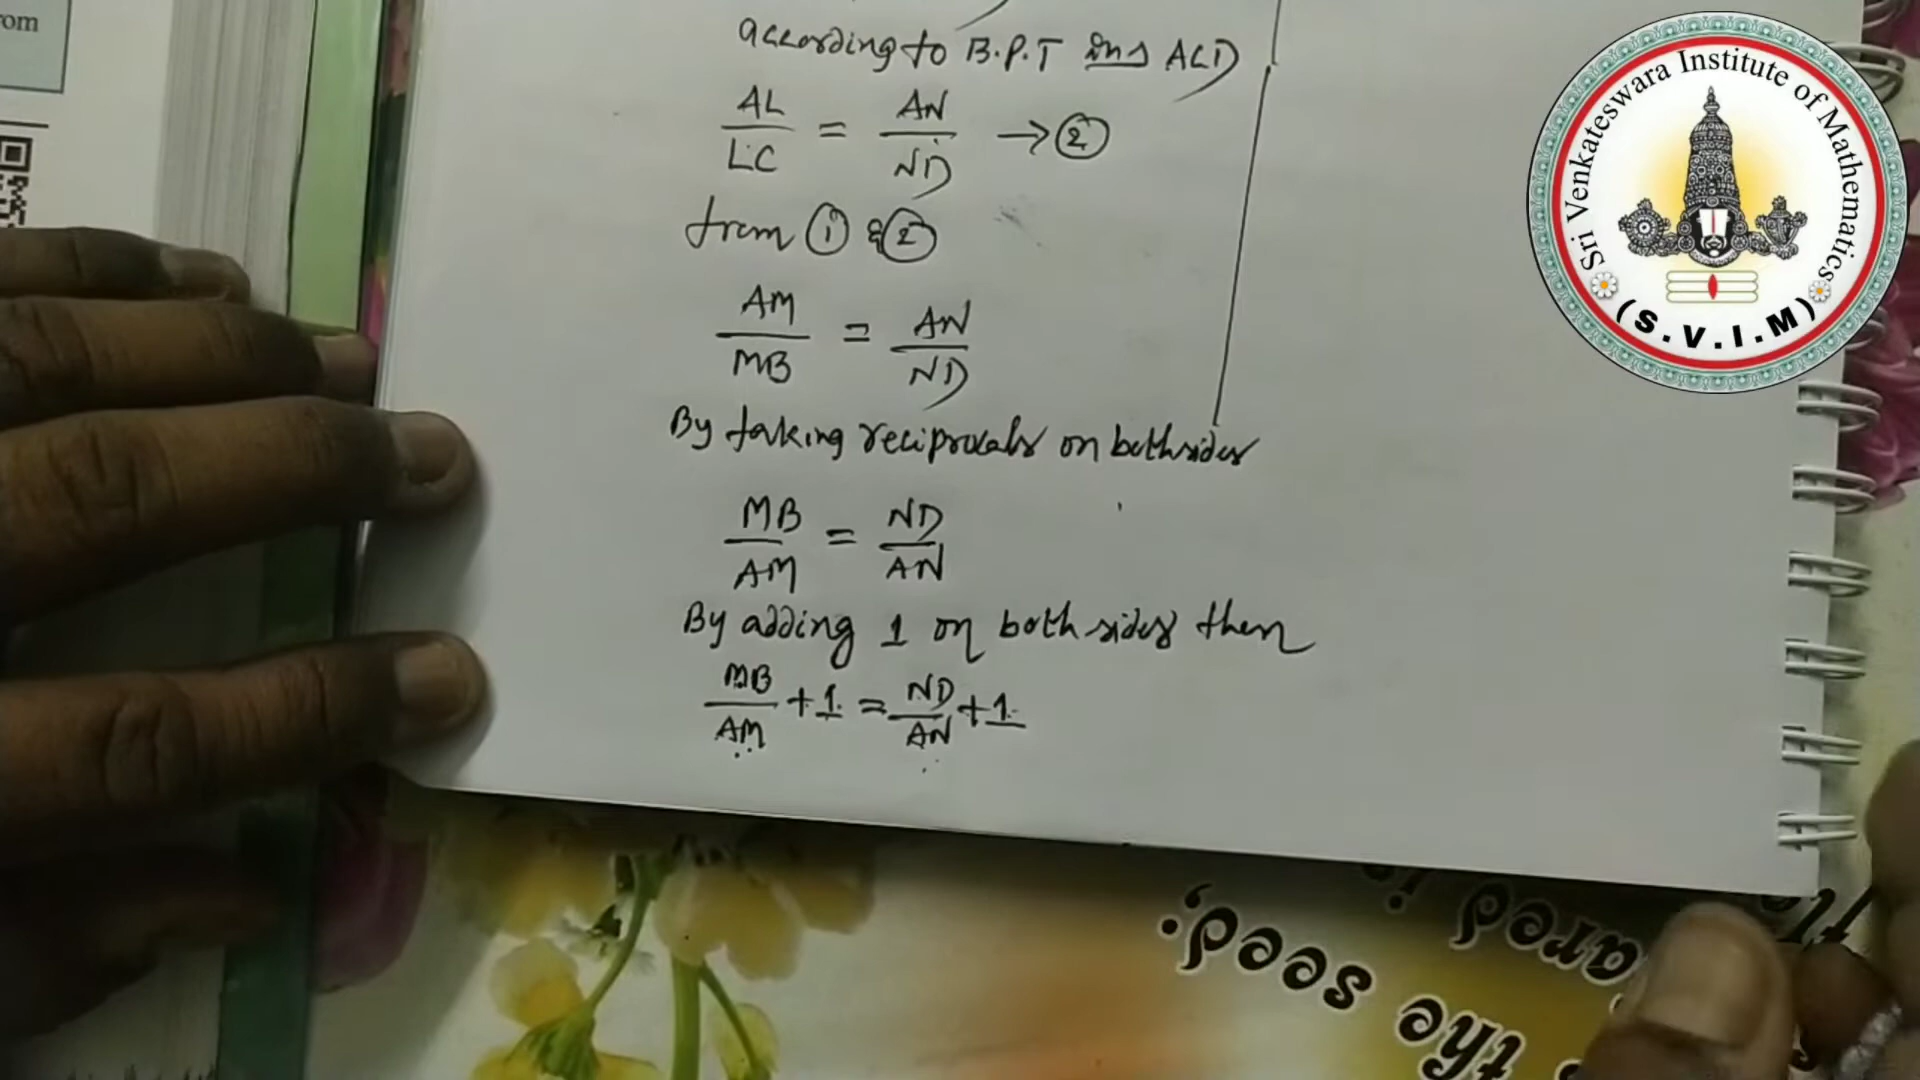 rom
according to B.P.T in △ ACD
AL/LC = AN/ND → ②
from ① & ②
AM/MB = AN/ND
By taking reciprocals on bothsides
MB/AM = ND/AN
By adding 1 on both sides then
MB/AM + 1 = ND/AN + 1
Sri Venkateswara Institute of Mathematics
(S.V.I.M)
the seed;